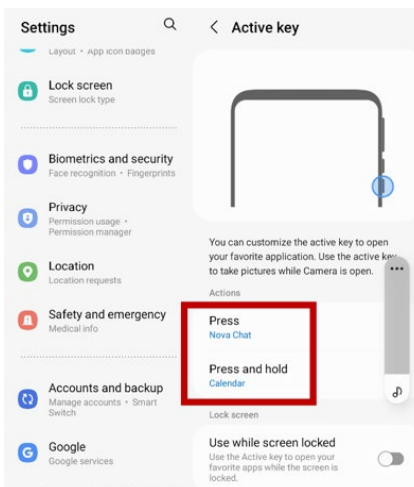 Settings
Layout • App icon badges
Lock screen
Screen lock type
Biometrics and security
Face recognition • Fingerprints
Privacy
Permission usage •
Permission manager
Location
Location requests
Safety and emergency
Medical info
Accounts and backup
Manage accounts • Smart
Switch
Google
Google services
Active key
You can customize the active key to open
your favorite application. Use the active key
to take pictures while Camera is open.
Actions
Press
Nova Chat
Press and hold
Calendar
Lock screen
Use while screen locked
Use the Active key to open your
favorite apps while the screen is
locked.